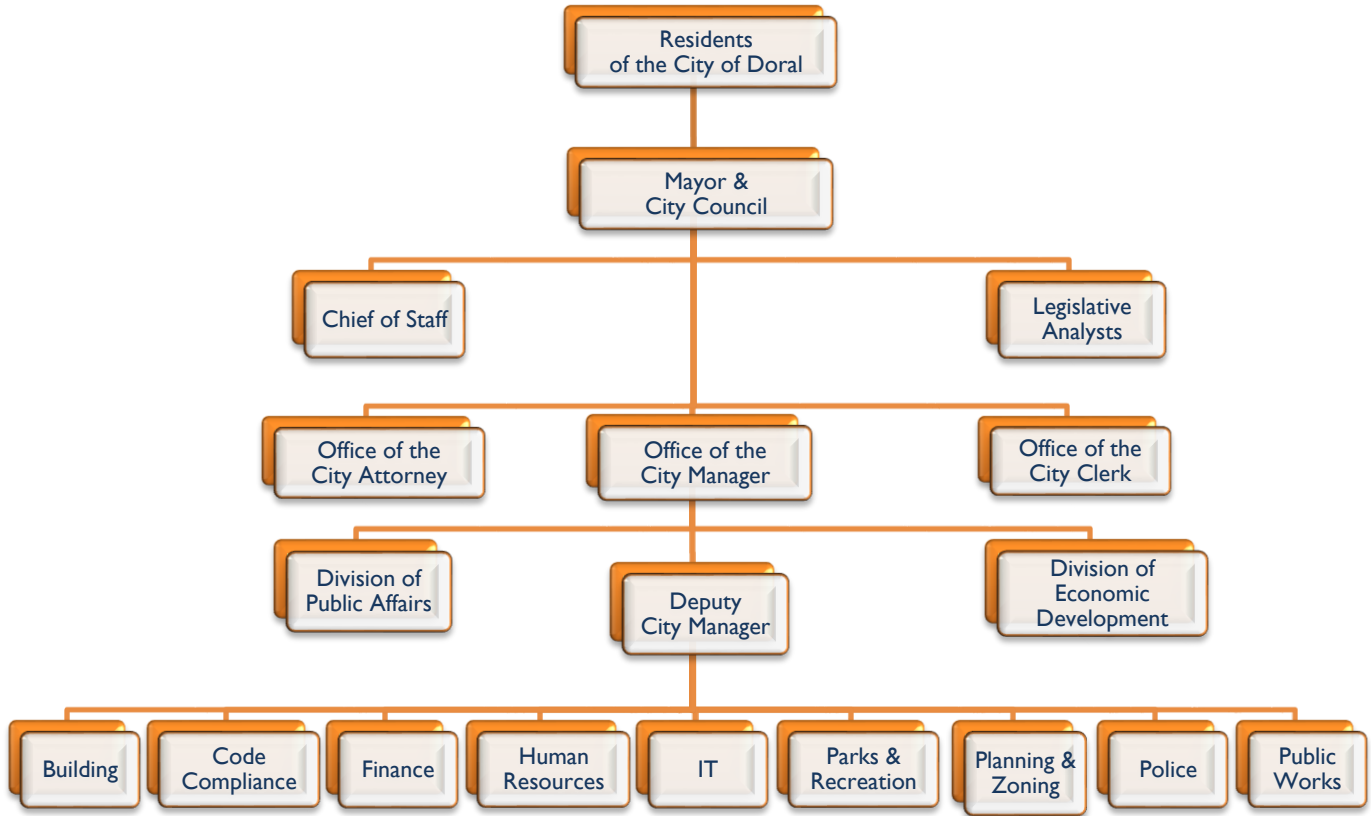 Residents
of the City of Doral
Mayor &
City Council
Chief of Staff
Legislative
Analysts
Office of the
City Attorney
Office of the
City Manager
Office of the
City Clerk
Division of
Public Affairs
Deputy
City Manager
Division of
Economic
Development
Building
Code
Compliance
Finance
Human
Resources
IT
Parks &
Recreation
Planning &
Zoning
Police
Public
Works